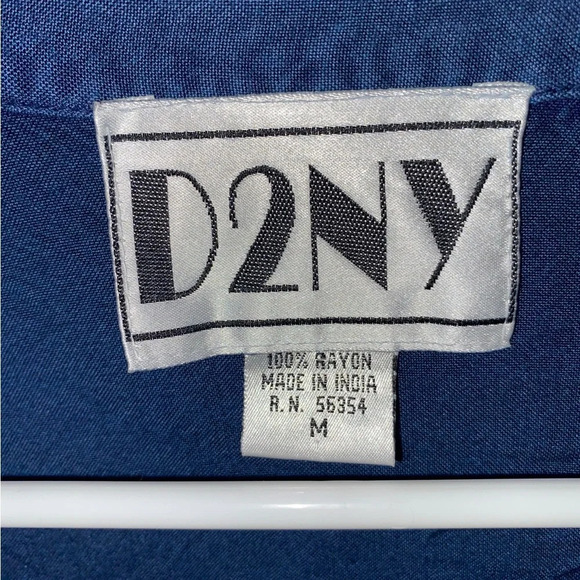 D2NY
100% RAYON
MADE IN INDIA
R.N. 56354
M